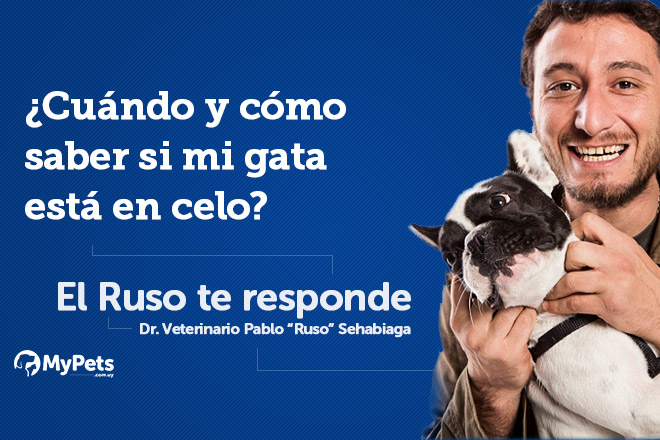 ¿Cuándo y cómo
saber si mi gata
está en celo?
El Ruso te responde
Dr. Veterinario Pablo “Ruso” Sehabiaga
MyPets
.com.uy